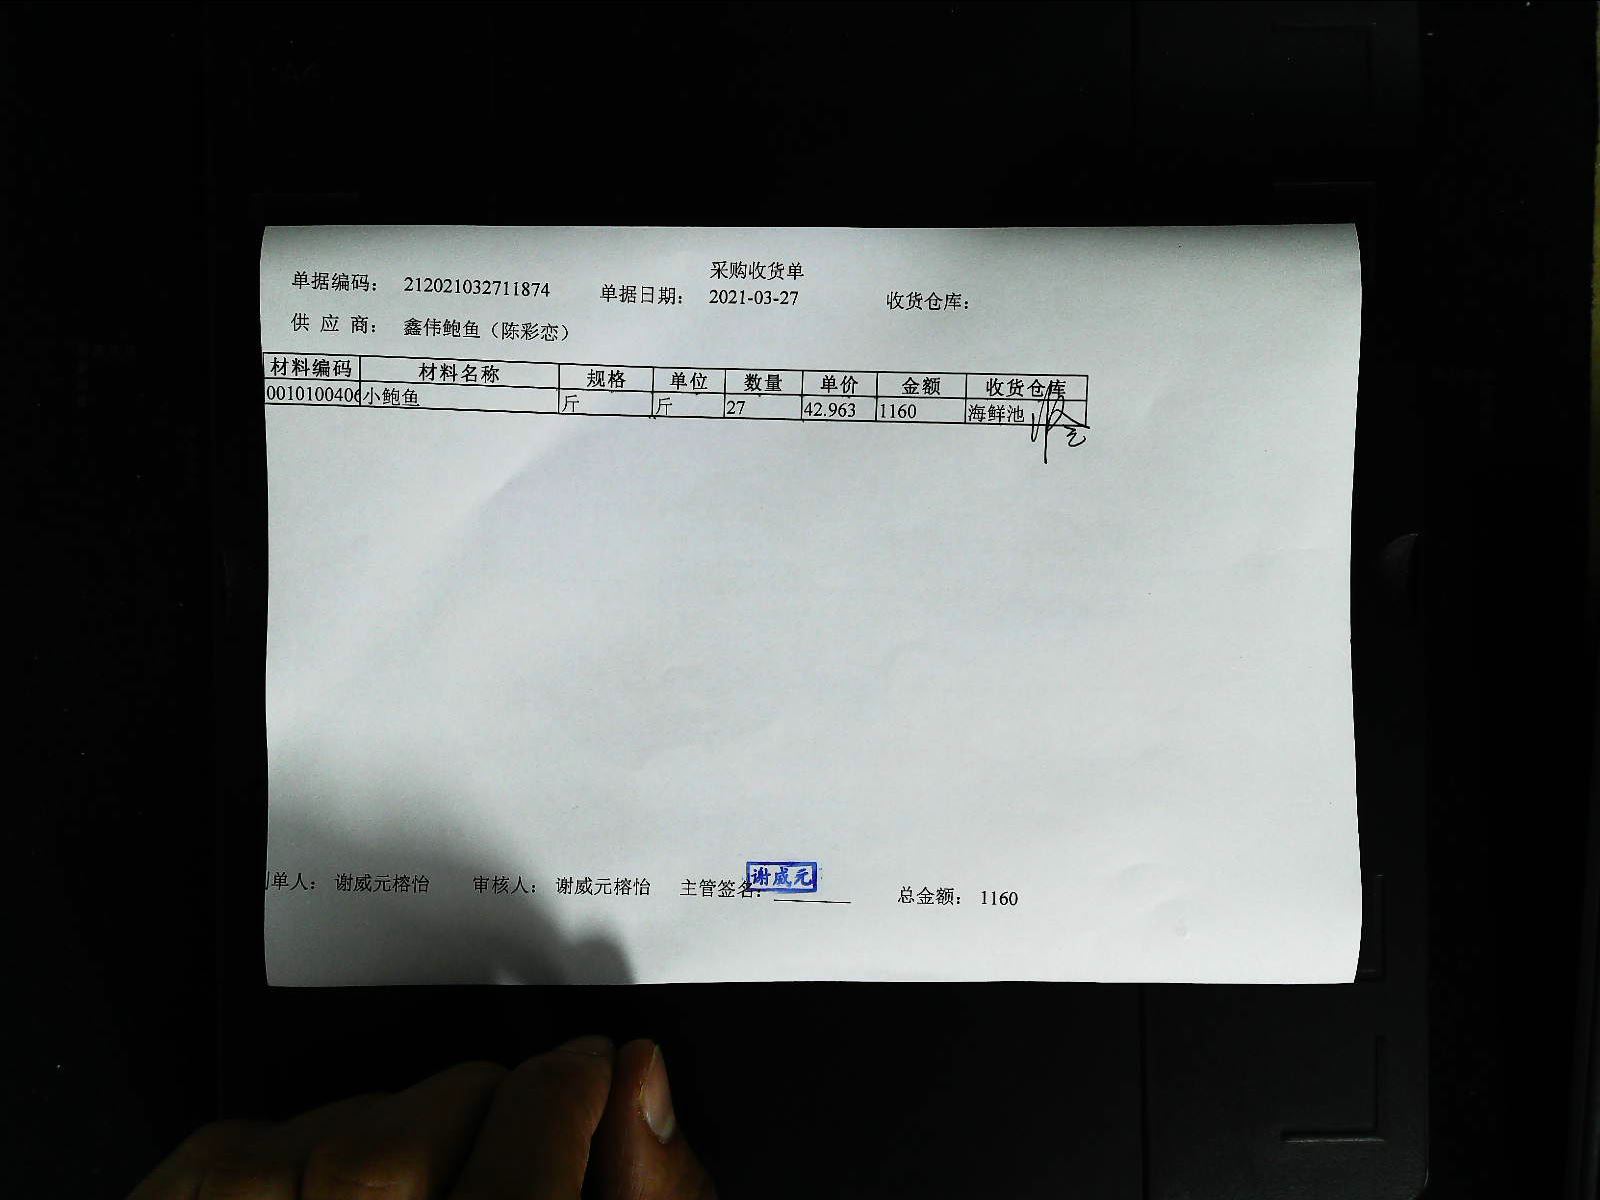 采购收货单
单据编码： 212021032711874 单据日期： 2021-03-27 收货仓库：
供 应 商： 鑫伟鲍鱼（陈彩恋）
材料编码 材料名称 规格 单位 数量 单价 金额 收货仓库
0010100406 小鲍鱼 斤 斤 27 42.963 1160 海鲜池
单人： 谢威元榕怡 审核人： 谢威元榕怡 主管签名： 谢威元 总金额： 1160